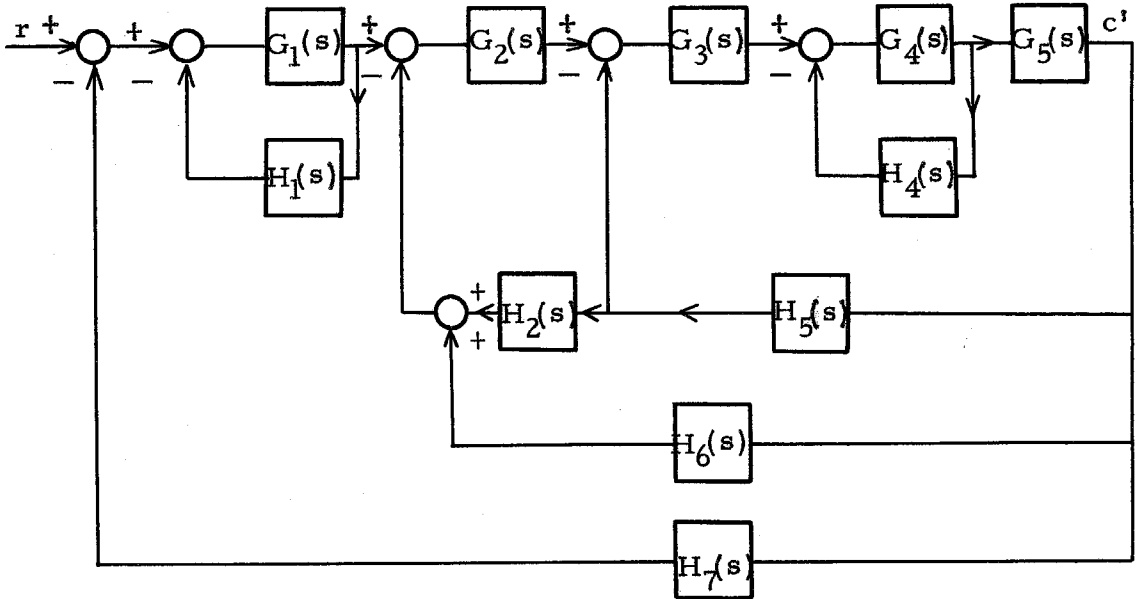 r + + G1(s) + G2(s) + G3(s) + G4(s) G5(s) c'
− − − − −
H1(s) H4(s)
+ H2(s) H5(s)
+
H6(s)
H7(s)